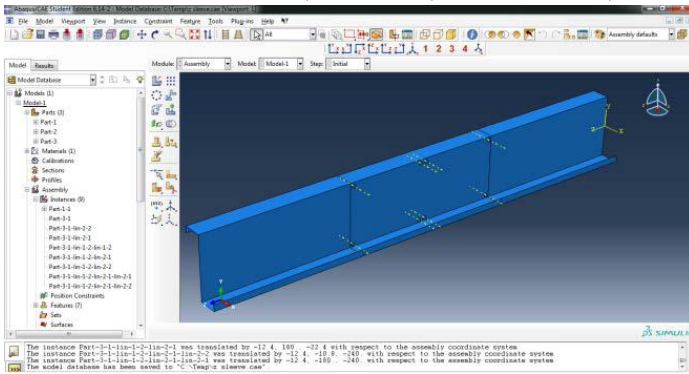 Abaqus/CAE Student Edition 6.14-2 - Model Database: C:\Temp\z sleeve.cae [Viewport: 1]
File Model Viewport View Instance Constraint Feature Tools Plug-ins Help
All
Assembly defaults
1 2 3 4
Model Results
Module: Assembly Model: Model-1 Step: Initial
Model Database
Models (1)
Model-1
Parts (3)
Part-1
Part-2
Part-3
Materials (1)
Calibrations
Sections
Profiles
Assembly
Instances (9)
Part-1-1
Part-3-1
Part-3-1-lin-1-2
Part-3-1-lin-2-1
Part-3-1-lin-1-2-lin-1-2
Part-3-1-lin-1-2-lin-2-1
Part-3-1-lin-1-2-lin-2-2
Part-3-1-lin-1-2-lin-2-1-lin-2-1
Part-3-1-lin-1-2-lin-2-1-lin-2-2
Position Constraints
Features (7)
Sets
Surfaces
Y
Z
X
SIMULI
The instance Part-3-1-lin-1-2-lin-2-1 was translated by -12.4, 180., -22.4 with respect to the assembly coordinate system
The instance Part-3-1-lin-1-2-lin-2-1-lin-2-2 was translated by -12.4, -10.8, -240. with respect to the assembly coordinate system
The instance Part-3-1-lin-1-2-lin-2-1-lin-2-1 was translated by -12.4, -180., -240. with respect to the assembly coordinate system
The model database has been saved to "C:\Temp\z sleeve.cae"